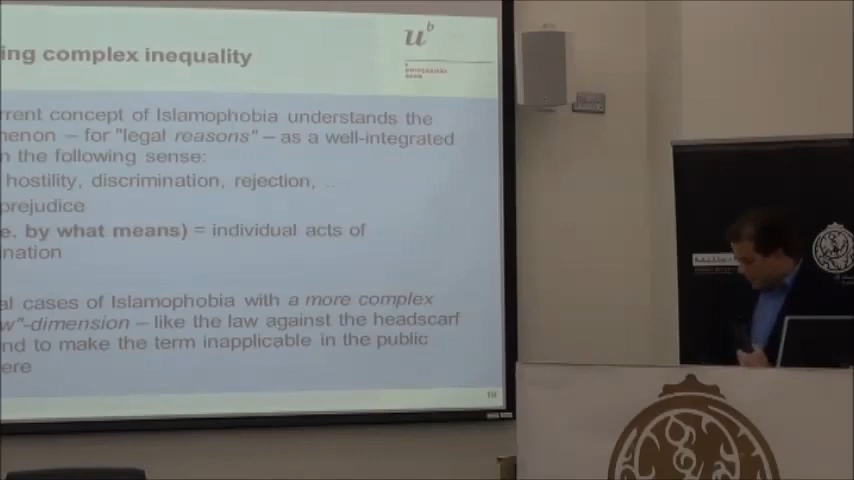 ing complex inequality
u b
rrent concept of Islamophobia understands the
nenon – for "legal reasons" – as a well-integrated
n the following sense:
hostility, discrimination, rejection, ..
prejudice
e. by what means) = individual acts of
nation
al cases of Islamophobia with a more complex
w"-dimension – like the law against the headscarf
nd to make the term inapplicable in the public
ere